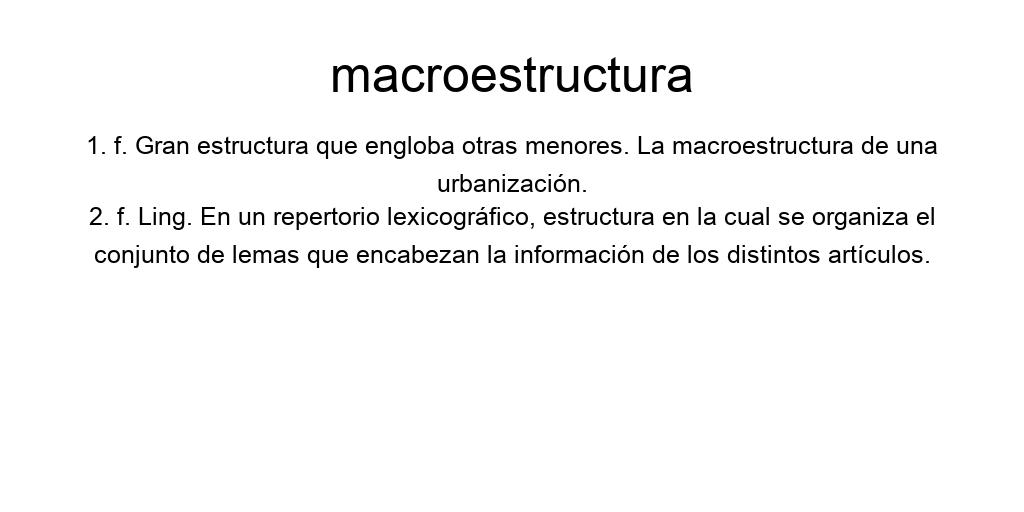 macroestructura
1. f. Gran estructura que engloba otras menores. La macroestructura de una
urbanización.
2. f. Ling. En un repertorio lexicográfico, estructura en la cual se organiza el
conjunto de lemas que encabezan la información de los distintos artículos.